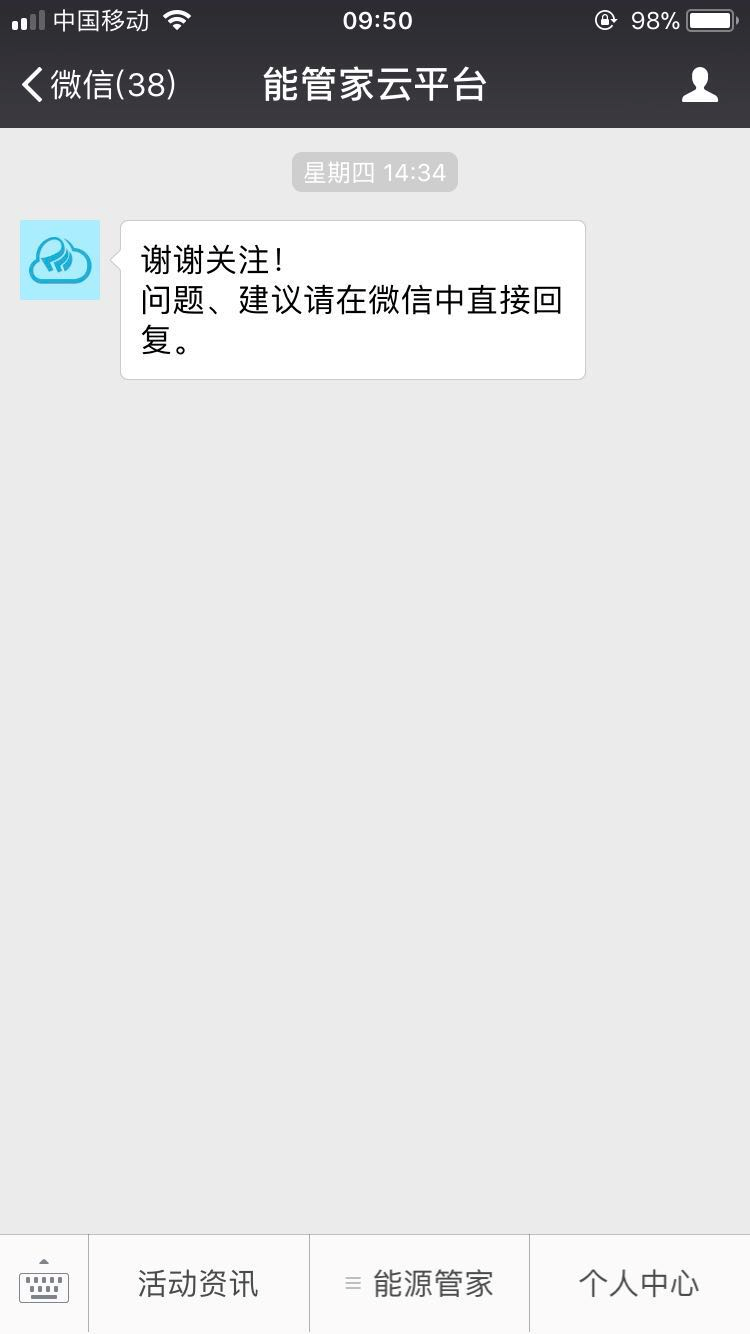 中国移动 09:50 98%
微信(38) 能管家云平台
星期四 14:34
谢谢关注！
问题、建议请在微信中直接回
复。
活动资讯 能源管家 个人中心